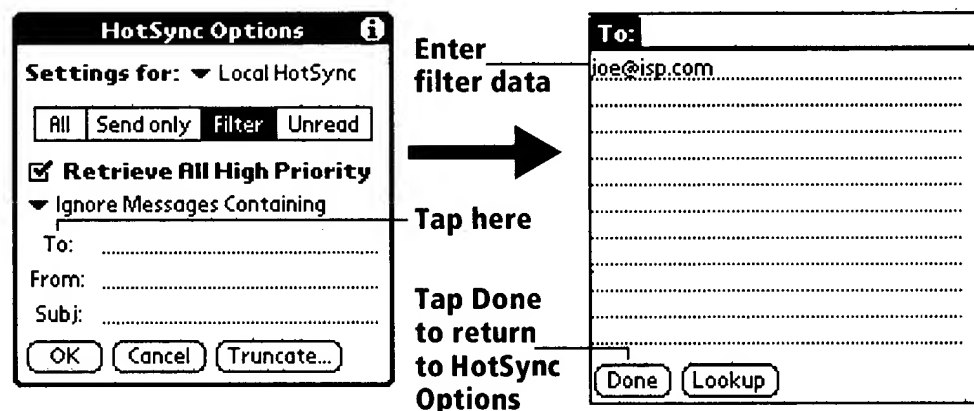 HotSync Options i
Settings for: Local HotSync
All Send only Filter Unread
Retrieve All High Priority
Ignore Messages Containing
To:
From:
Subj:
OK Cancel Truncate...
Enter
filter data
Tap here
Tap Done
to return
to HotSync
Options
To:
joe@isp.com
Done Lookup